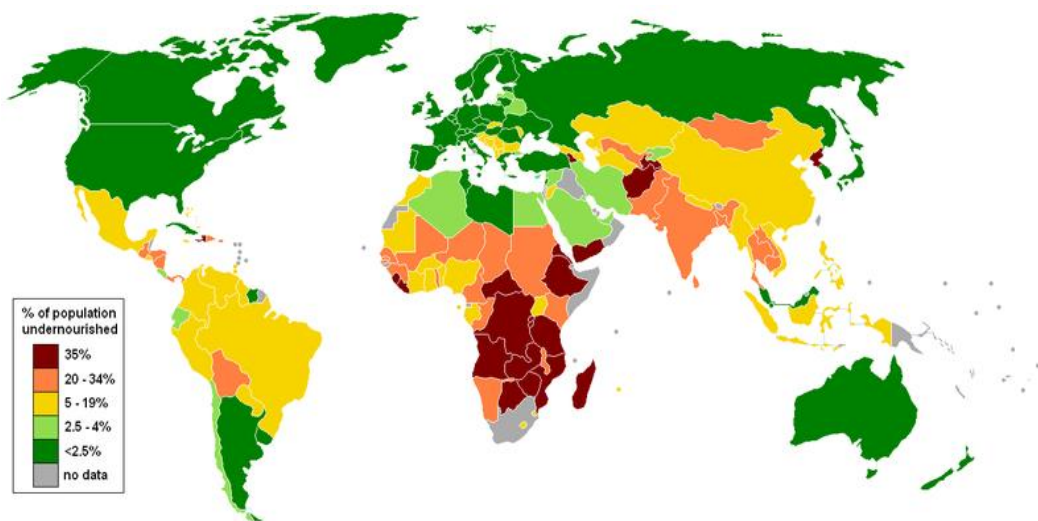 % of population
undernourished
35%
20 - 34%
5 - 19%
2.5 - 4%
<2.5%
no data